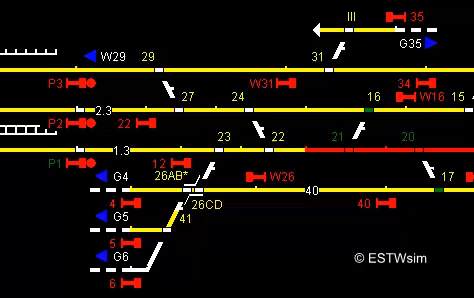 III 35
G35
W29 29 31
P3 W31 34
W16
27 24 16 15
2.3
P2 22
23 22 21 20
1.3
P1 12
26AB*
G4 W26 17
40
4 26CD 40
G5 41
5
G6
6
© ESTWsim